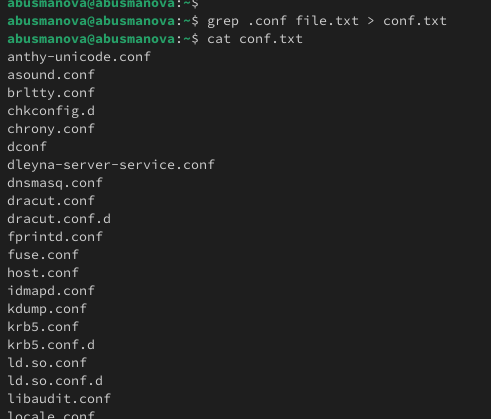 abusmanova@abusmanova:~$
abusmanova@abusmanova:~$ grep .conf file.txt > conf.txt
abusmanova@abusmanova:~$ cat conf.txt
anthy-unicode.conf
asound.conf
brltty.conf
chkconfig.d
chrony.conf
dconf
dleyna-server-service.conf
dnsmasq.conf
dracut.conf
dracut.conf.d
fprintd.conf
fuse.conf
host.conf
idmapd.conf
kdump.conf
krb5.conf
krb5.conf.d
ld.so.conf
ld.so.conf.d
libaudit.conf
locale.conf